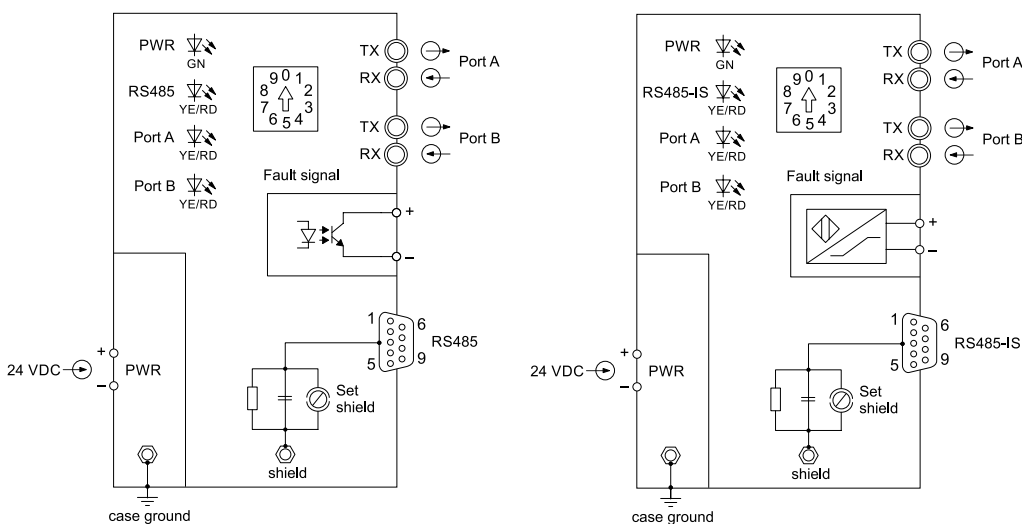 PWR
GN
RS485
YE/RD
Port A
YE/RD
Port B
YE/RD
9 0 1
8 2
7 3
6 5 4
TX
RX
Port A
TX
RX
Port B
Fault signal
+
–
1
6
5
9
RS485
24 VDC
+
–
PWR
Set
shield
shield
case ground
PWR
GN
RS485-IS
YE/RD
Port A
YE/RD
Port B
YE/RD
9 0 1
8 2
7 3
6 5 4
TX
RX
Port A
TX
RX
Port B
Fault signal
+
–
1
6
5
9
RS485-IS
24 VDC
+
–
PWR
Set
shield
shield
case ground